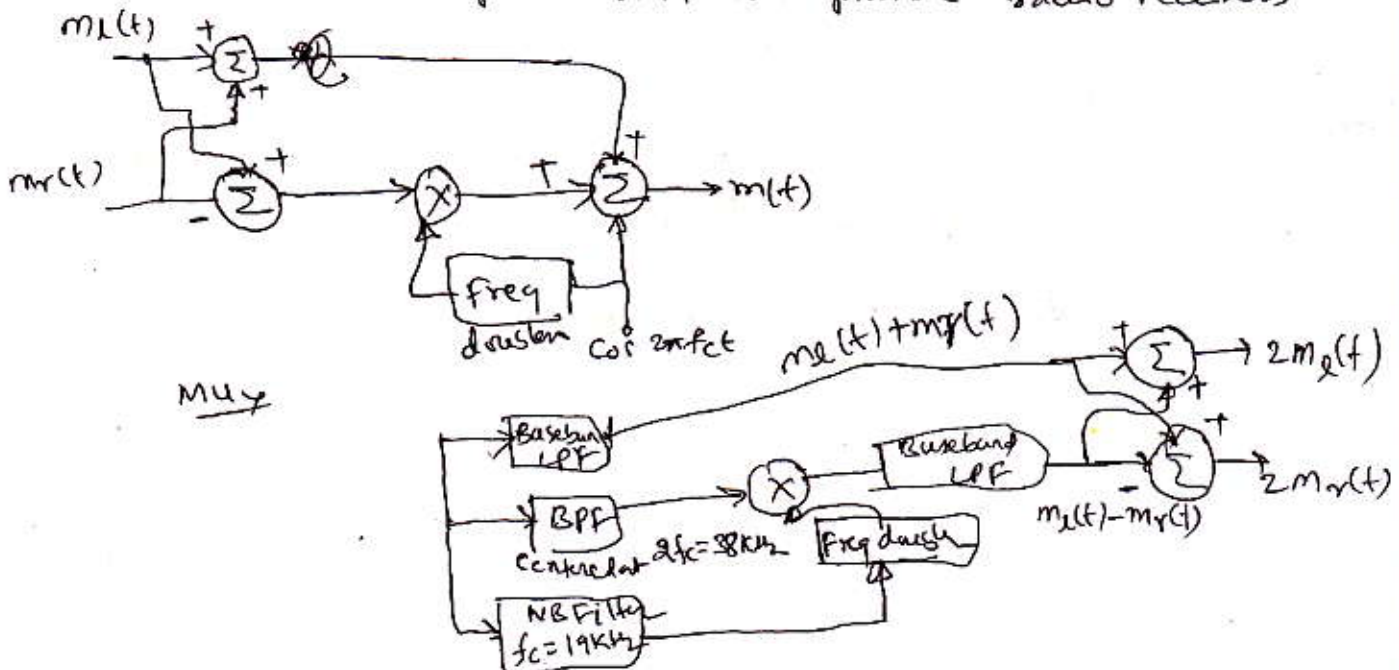 ml(t)
+
Σ
+
mr(t)
+
Σ
-
X
+
+
Σ
m(t)
Freq
doubler
Cos 2πfct
MUX
Baseband
LPF
ml(t)+mr(t)
+
Σ
+
2ml(t)
BPF
Centered at 2fc=38KHz
X
Baseband
LPF
ml(t)-mr(t)
+
-
Σ
2mr(t)
Freq doubler
NB Filter
fc=19KHz